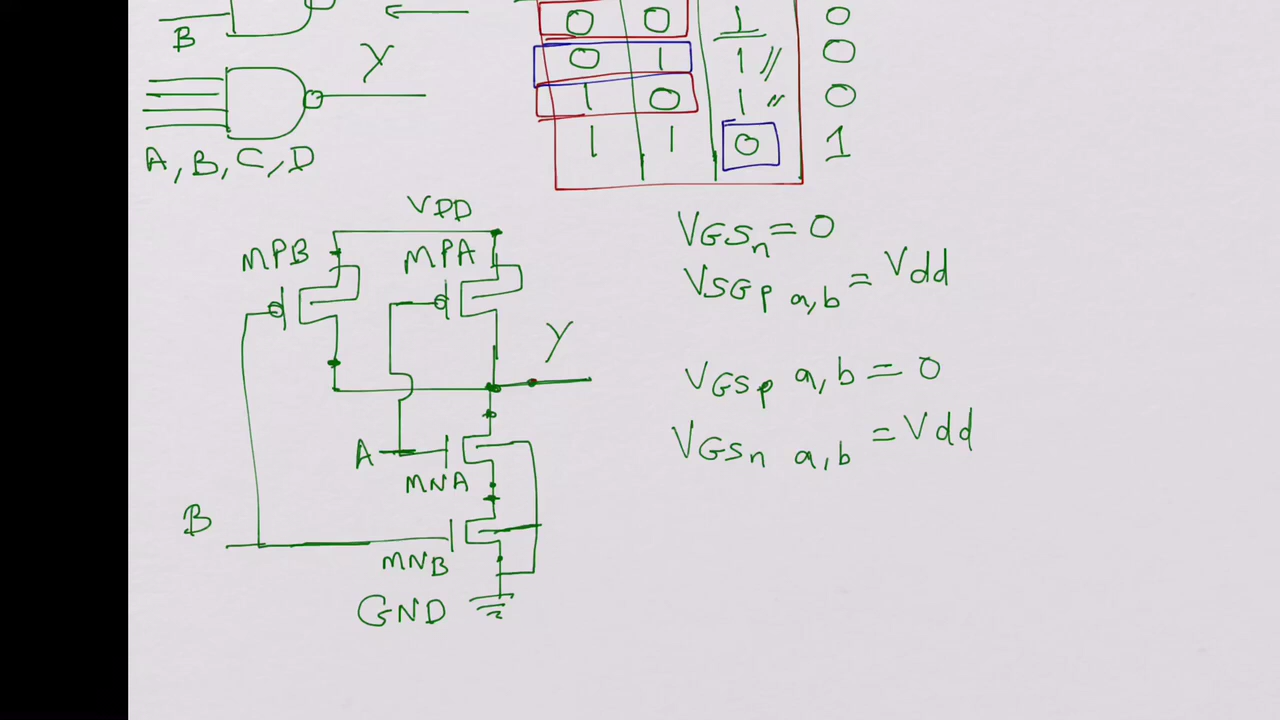 B
Y
A, B, C, D
0 0 1 0
0 1 1 0
1 0 1 0
1 1 0 1
VDD
MPB
MPA
Y
A
MNA
B
MNB
GND
VGSn = 0
VSGp a,b = Vdd
VGSp a,b = 0
VGSn a,b = Vdd